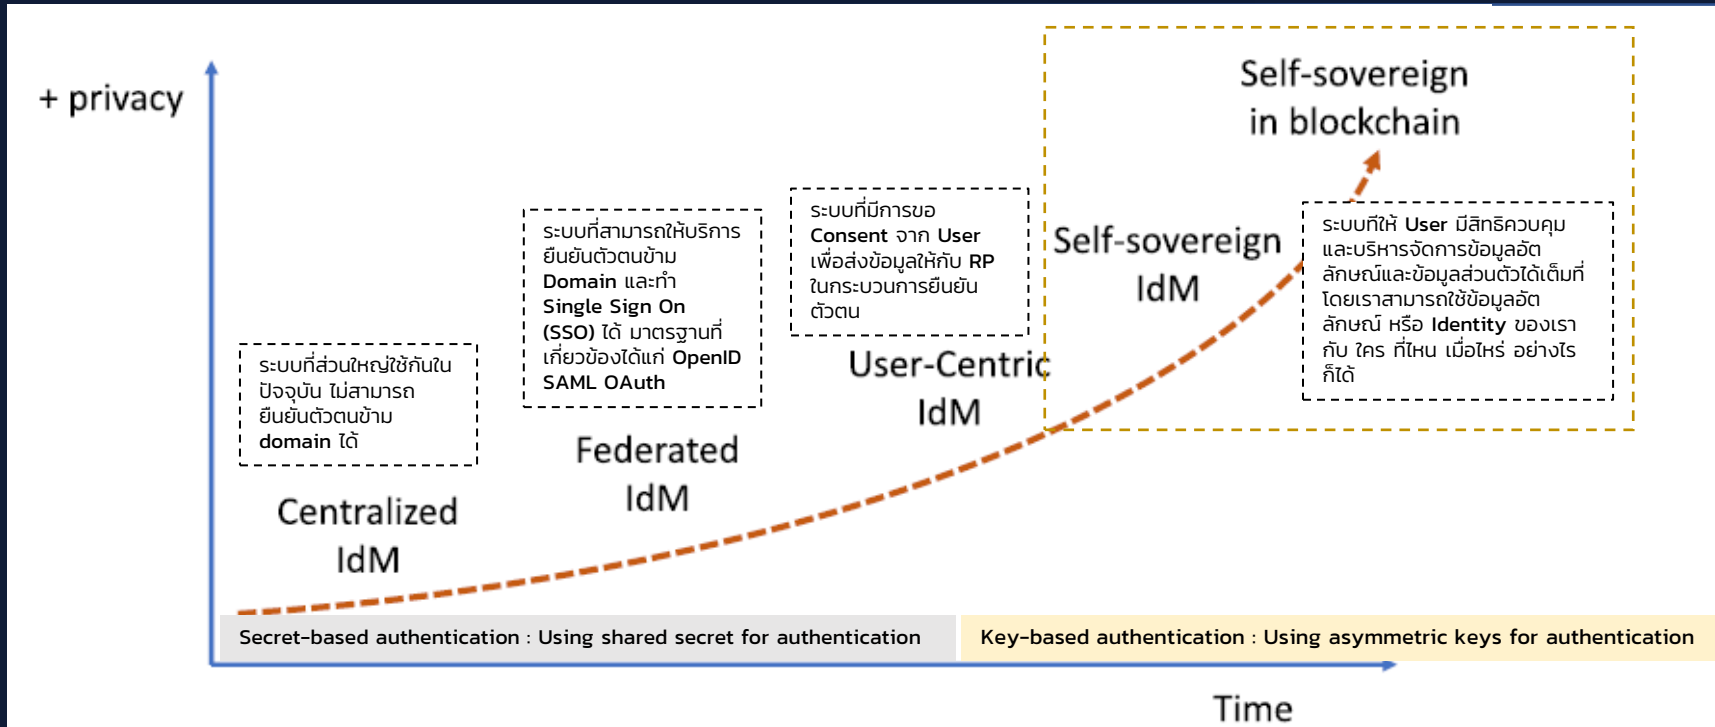 + privacy
Self-sovereign
in blockchain
ระบบที่มีการขอ
Consent จาก User
เพื่อส่งข้อมูลให้กับ RP
ในกระบวนการยืนยัน
ตัวตน
ระบบที่สามารถให้บริการ
ยืนยันตัวตนข้าม
Domain และทำ
Single Sign On
(SSO) ได้ มาตรฐานที่
เกี่ยวข้องได้แก่ OpenID
SAML OAuth
Self-sovereign
IdM
ระบบทีให้ User มีสิทธิควบคุม
และบริหารจัดการข้อมูลอัต
ลักษณ์และข้อมูลส่วนตัวได้เต็มที่
โดยเราสามารถใช้ข้อมูลอัต
ลักษณ์ หรือ Identity ของเรา
กับ ใคร ที่ไหน เมื่อไหร่ อย่างไร
ก็ได้
ระบบที่ส่วนใหญ่ใช้กันใน
ปัจจุบัน ไม่สามารถ
ยืนยันตัวตนข้าม
domain ได้
User-Centric
IdM
Federated
IdM
Centralized
IdM
Secret-based authentication : Using shared secret for authentication
Key-based authentication : Using asymmetric keys for authentication
Time